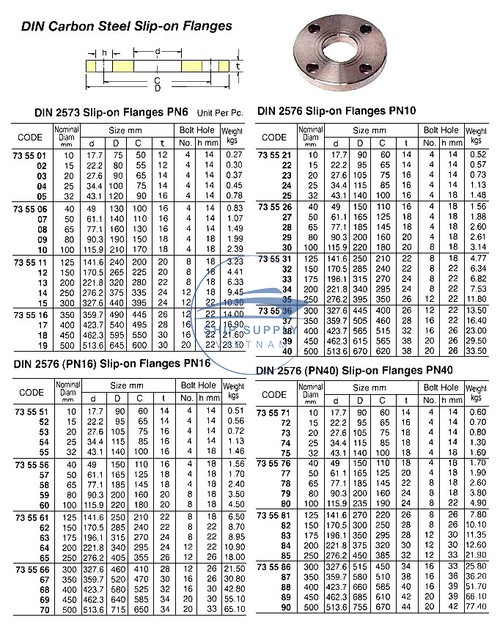 DIN Carbon Steel Slip-on Flanges
h d t
C
D
DIN 2573 Slip-on Flanges PN6 Unit Per Pc.
CODE Nominal Diam mm Size mm Bolt Hole Weight kgs
d D C t No. h mm
73 55 01 10 17.7 75 50 12 4 14 0.27
02 15 22.2 80 55 12 4 14 0.30
03 20 27.6 90 65 14 4 14 0.37
04 25 34.4 100 75 14 4 14 0.45
05 32 43.1 120 90 16 4 14 0.78
73 55 06 40 49 130 100 16 4 14 0.83
07 50 61.1 140 110 16 4 14 1.07
08 65 77.1 160 130 16 4 14 1.49
09 80 90.3 190 150 18 4 18 1.99
10 100 115.9 210 170 18 4 18 2.39
73 55 11 125 141.6 240 200 20 8 18 3.23
12 150 170.5 265 225 20 8 18 4.41
13 200 221.8 320 280 22 8 18 6.33
14 250 276.2 375 335 24 12 18 9.45
15 300 327.6 440 395 24 12 22 10.30
73 55 16 350 359.7 490 445 26 12 22 14.00
17 400 423.7 540 495 28 16 22 16.90
18 450 462.3 595 550 30 16 22 21.60
19 500 513.6 645 600 30 20 22 23.10
DIN 2576 Slip-on Flanges PN10
CODE Nominal Diam mm Size mm Bolt Hole Weight kgs
d D C t No. h mm
73 55 21 10 17.7 90 60 14 4 14 0.52
22 15 22.2 95 65 14 4 14 0.57
23 20 27.6 105 75 16 4 14 0.73
24 25 34.4 115 85 16 4 14 1.13
25 32 43.1 140 100 16 4 18 1.48
73 55 26 40 49 150 110 16 4 18 1.56
27 50 61.1 165 125 18 4 18 1.88
28 65 77.1 185 145 18 4 18 2.60
29 80 90.3 200 160 20 4 18 2.61
30 100 115.9 220 180 20 8 18 3.14
73 55 31 125 141.6 250 210 22 8 18 4.77
32 150 170.5 285 240 22 8 22 6.34
33 175 196.1 315 270 24 8 22 6.82
34 200 221.8 340 295 24 8 22 7.53
35 250 276.2 395 350 26 12 22 11.80
73 55 36 300 327.6 445 400 26 12 22 13.50
37 350 359.7 505 460 28 16 22 16.40
38 400 423.7 565 515 32 16 26 23.00
39 450 462.3 615 565 38 20 26 29.50
40 500 513.6 670 620 38 20 26 33.50
SHIP SUPPLY
VIETNAM
DIN 2576 (PN16) Slip-on Flanges PN16
CODE Nominal Diam mm Size mm Bolt Hole Weight kgs
d D C t No. h mm
73 55 51 10 17.7 90 60 14 4 14 0.51
52 15 22.2 95 65 14 4 14 0.56
53 20 27.6 105 75 16 4 14 0.72
54 25 34.4 115 85 16 4 14 1.13
55 32 43.1 140 100 16 4 18 1.46
73 55 56 40 49 150 110 16 4 18 1.56
57 50 61.1 165 125 18 4 18 1.70
58 65 77.1 185 145 18 4 18 2.40
59 80 90.3 200 160 20 8 18 3.50
60 100 115.9 220 180 20 8 18 4.50
73 55 61 125 141.6 250 210 22 8 18 6.50
62 150 170.5 285 240 22 8 22 8.70
63 175 196.1 315 270 24 8 22 8.95
64 200 221.8 340 295 24 12 22 10.90
65 250 276.2 405 355 26 12 26 18.00
73 55 66 300 327.6 460 410 28 12 26 21.50
67 350 359.7 520 470 30 16 26 30.80
68 400 423.7 580 525 32 16 30 42.80
69 450 462.3 640 585 34 20 30 55.10
70 500 513.6 715 650 34 20 33 65.10
DIN 2576 (PN40) Slip-on Flanges PN40
CODE Nominal Diam mm Size mm Bolt Hole Weight kgs
d D C t No. h mm
73 55 71 10 17.7 90 60 14 4 14 0.60
72 15 22.2 95 65 14 4 14 0.70
73 20 27.6 105 75 18 4 14 0.80
74 25 34.4 115 85 18 4 14 1.30
75 32 43.1 140 100 18 4 18 1.60
73 55 76 40 49 150 110 18 4 18 1.70
77 50 61.1 165 125 20 4 18 1.90
78 65 77.1 185 145 22 8 18 2.60
79 80 90.3 200 160 24 8 18 3.80
80 100 115.9 235 190 24 8 22 4.90
73 55 81 125 141.6 270 220 26 8 26 7.80
82 150 170.5 300 250 28 8 26 10.10
83 175 196.1 350 295 28 12 30 11.35
84 200 221.8 375 320 30 12 30 12.60
85 250 276.2 450 385 32 12 33 21.90
73 55 86 300 327.6 515 450 34 16 33 25.80
87 350 359.7 580 510 38 16 36 36.20
88 400 423.7 660 585 40 16 39 51.70
89 450 462.3 685 610 42 20 39 66.10
90 500 513.6 755 670 44 20 42 77.40